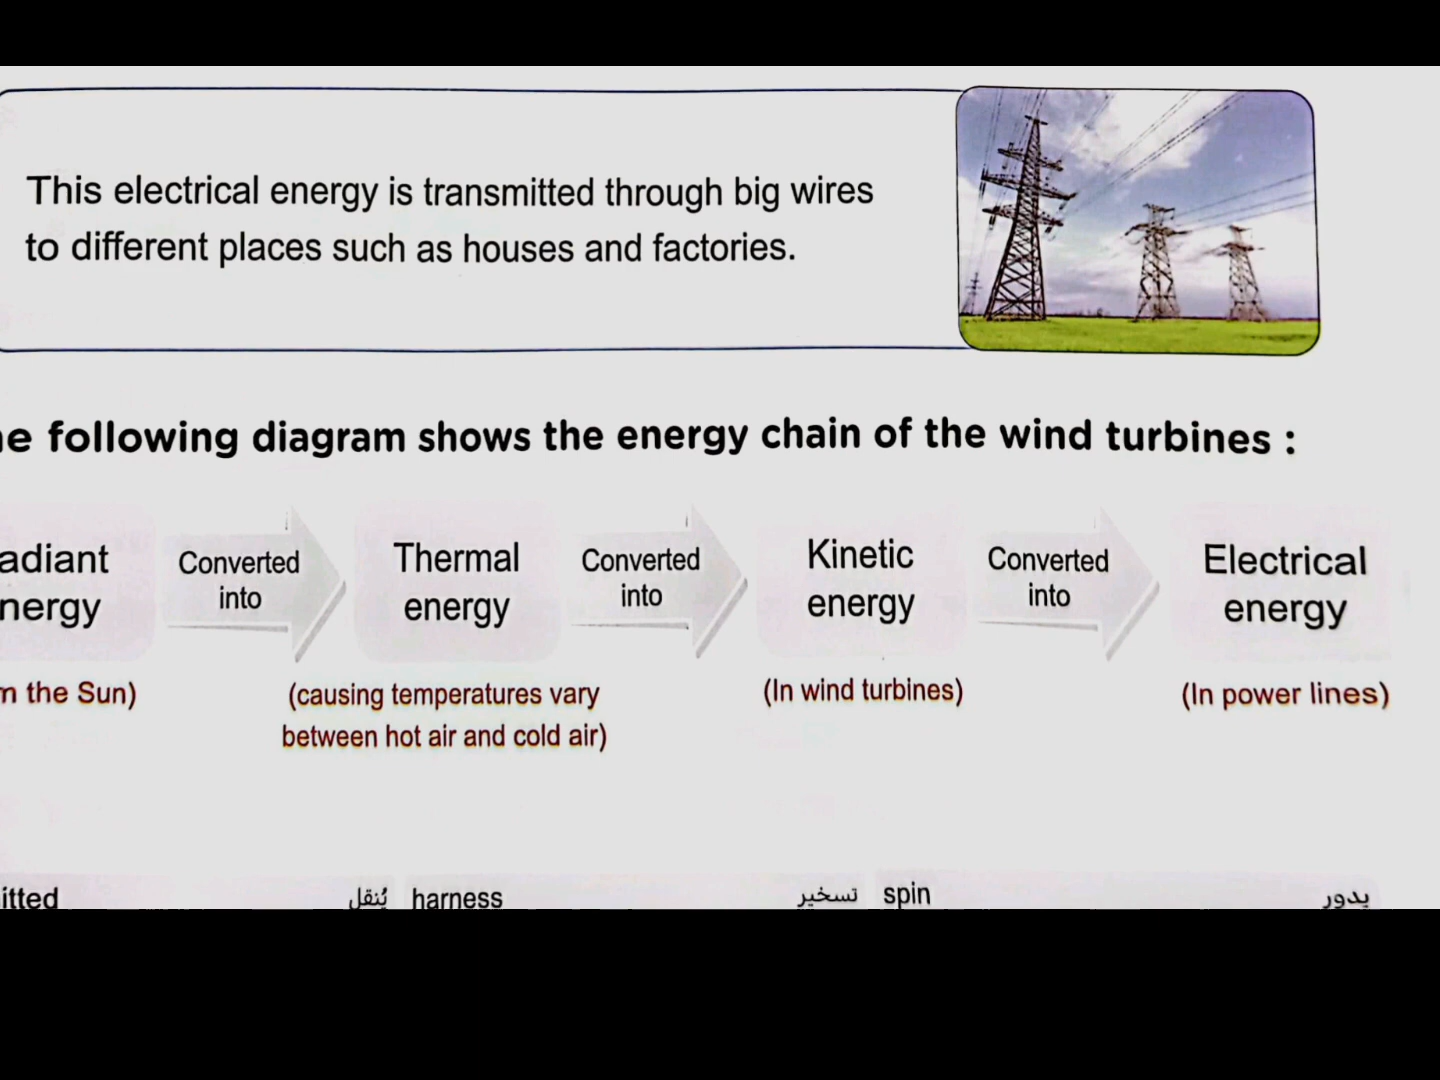 This electrical energy is transmitted through big wires
to different places such as houses and factories.
following diagram shows the energy chain of the wind turbines :
adiant
nergy
Converted
into
Thermal
energy
Converted
into
Kinetic
energy
Converted
into
Electrical
energy
m the Sun)
(causing temperatures vary
between hot air and cold air)
(In wind turbines)
(In power lines)
itted يُنقل
harness تسخير
spin يدور